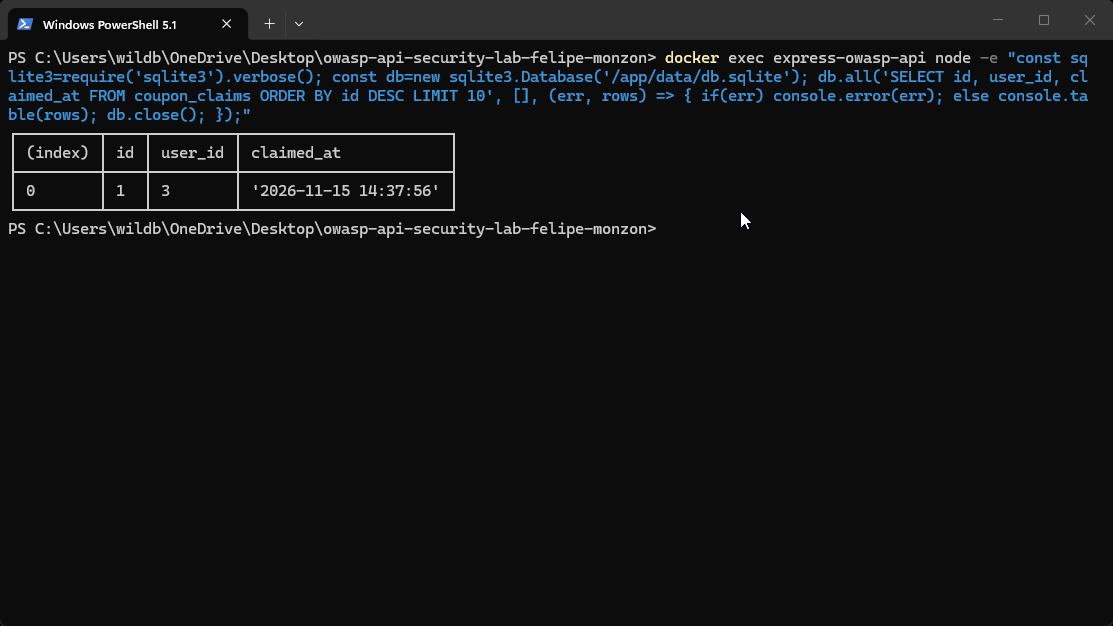 Windows PowerShell 5.1
PS C:\Users\wildb\OneDrive\Desktop\owasp-api-security-lab-felipe-monzon> docker exec express-owasp-api node -e "const sq
lite3=require('sqlite3').verbose(); const db=new sqlite3.Database('/app/data/db.sqlite'); db.all('SELECT id, user_id, cl
aimed_at FROM coupon_claims ORDER BY id DESC LIMIT 10', [], (err, rows) => { if(err) console.error(err); else console.ta
ble(rows); db.close(); });"
(index) id user_id claimed_at
0 1 3 '2026-11-15 14:37:56'
PS C:\Users\wildb\OneDrive\Desktop\owasp-api-security-lab-felipe-monzon>